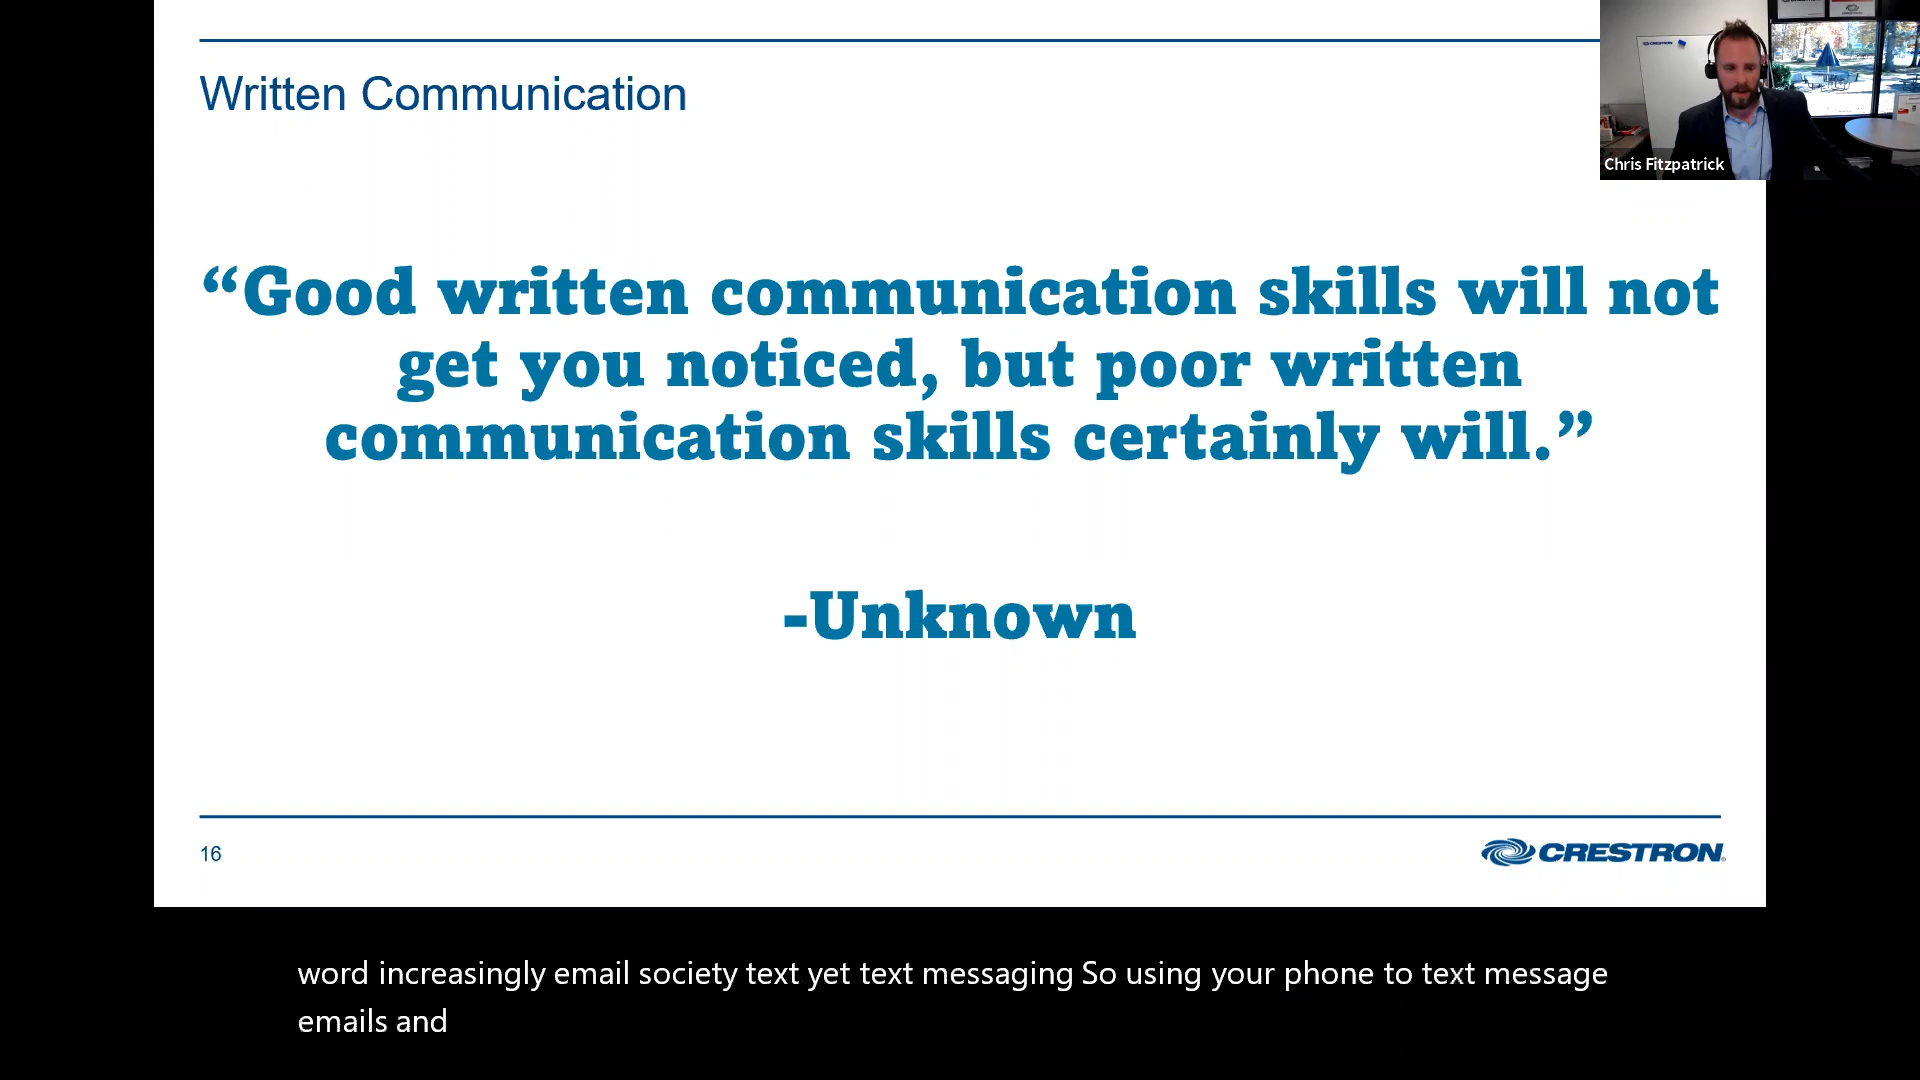 Written Communication
Chris Fitzpatrick
“Good written communication skills will not
get you noticed, but poor written
communication skills certainly will.”
-Unknown
16
CRESTRON
word increasingly email society text yet text messaging So using your phone to text message
emails and